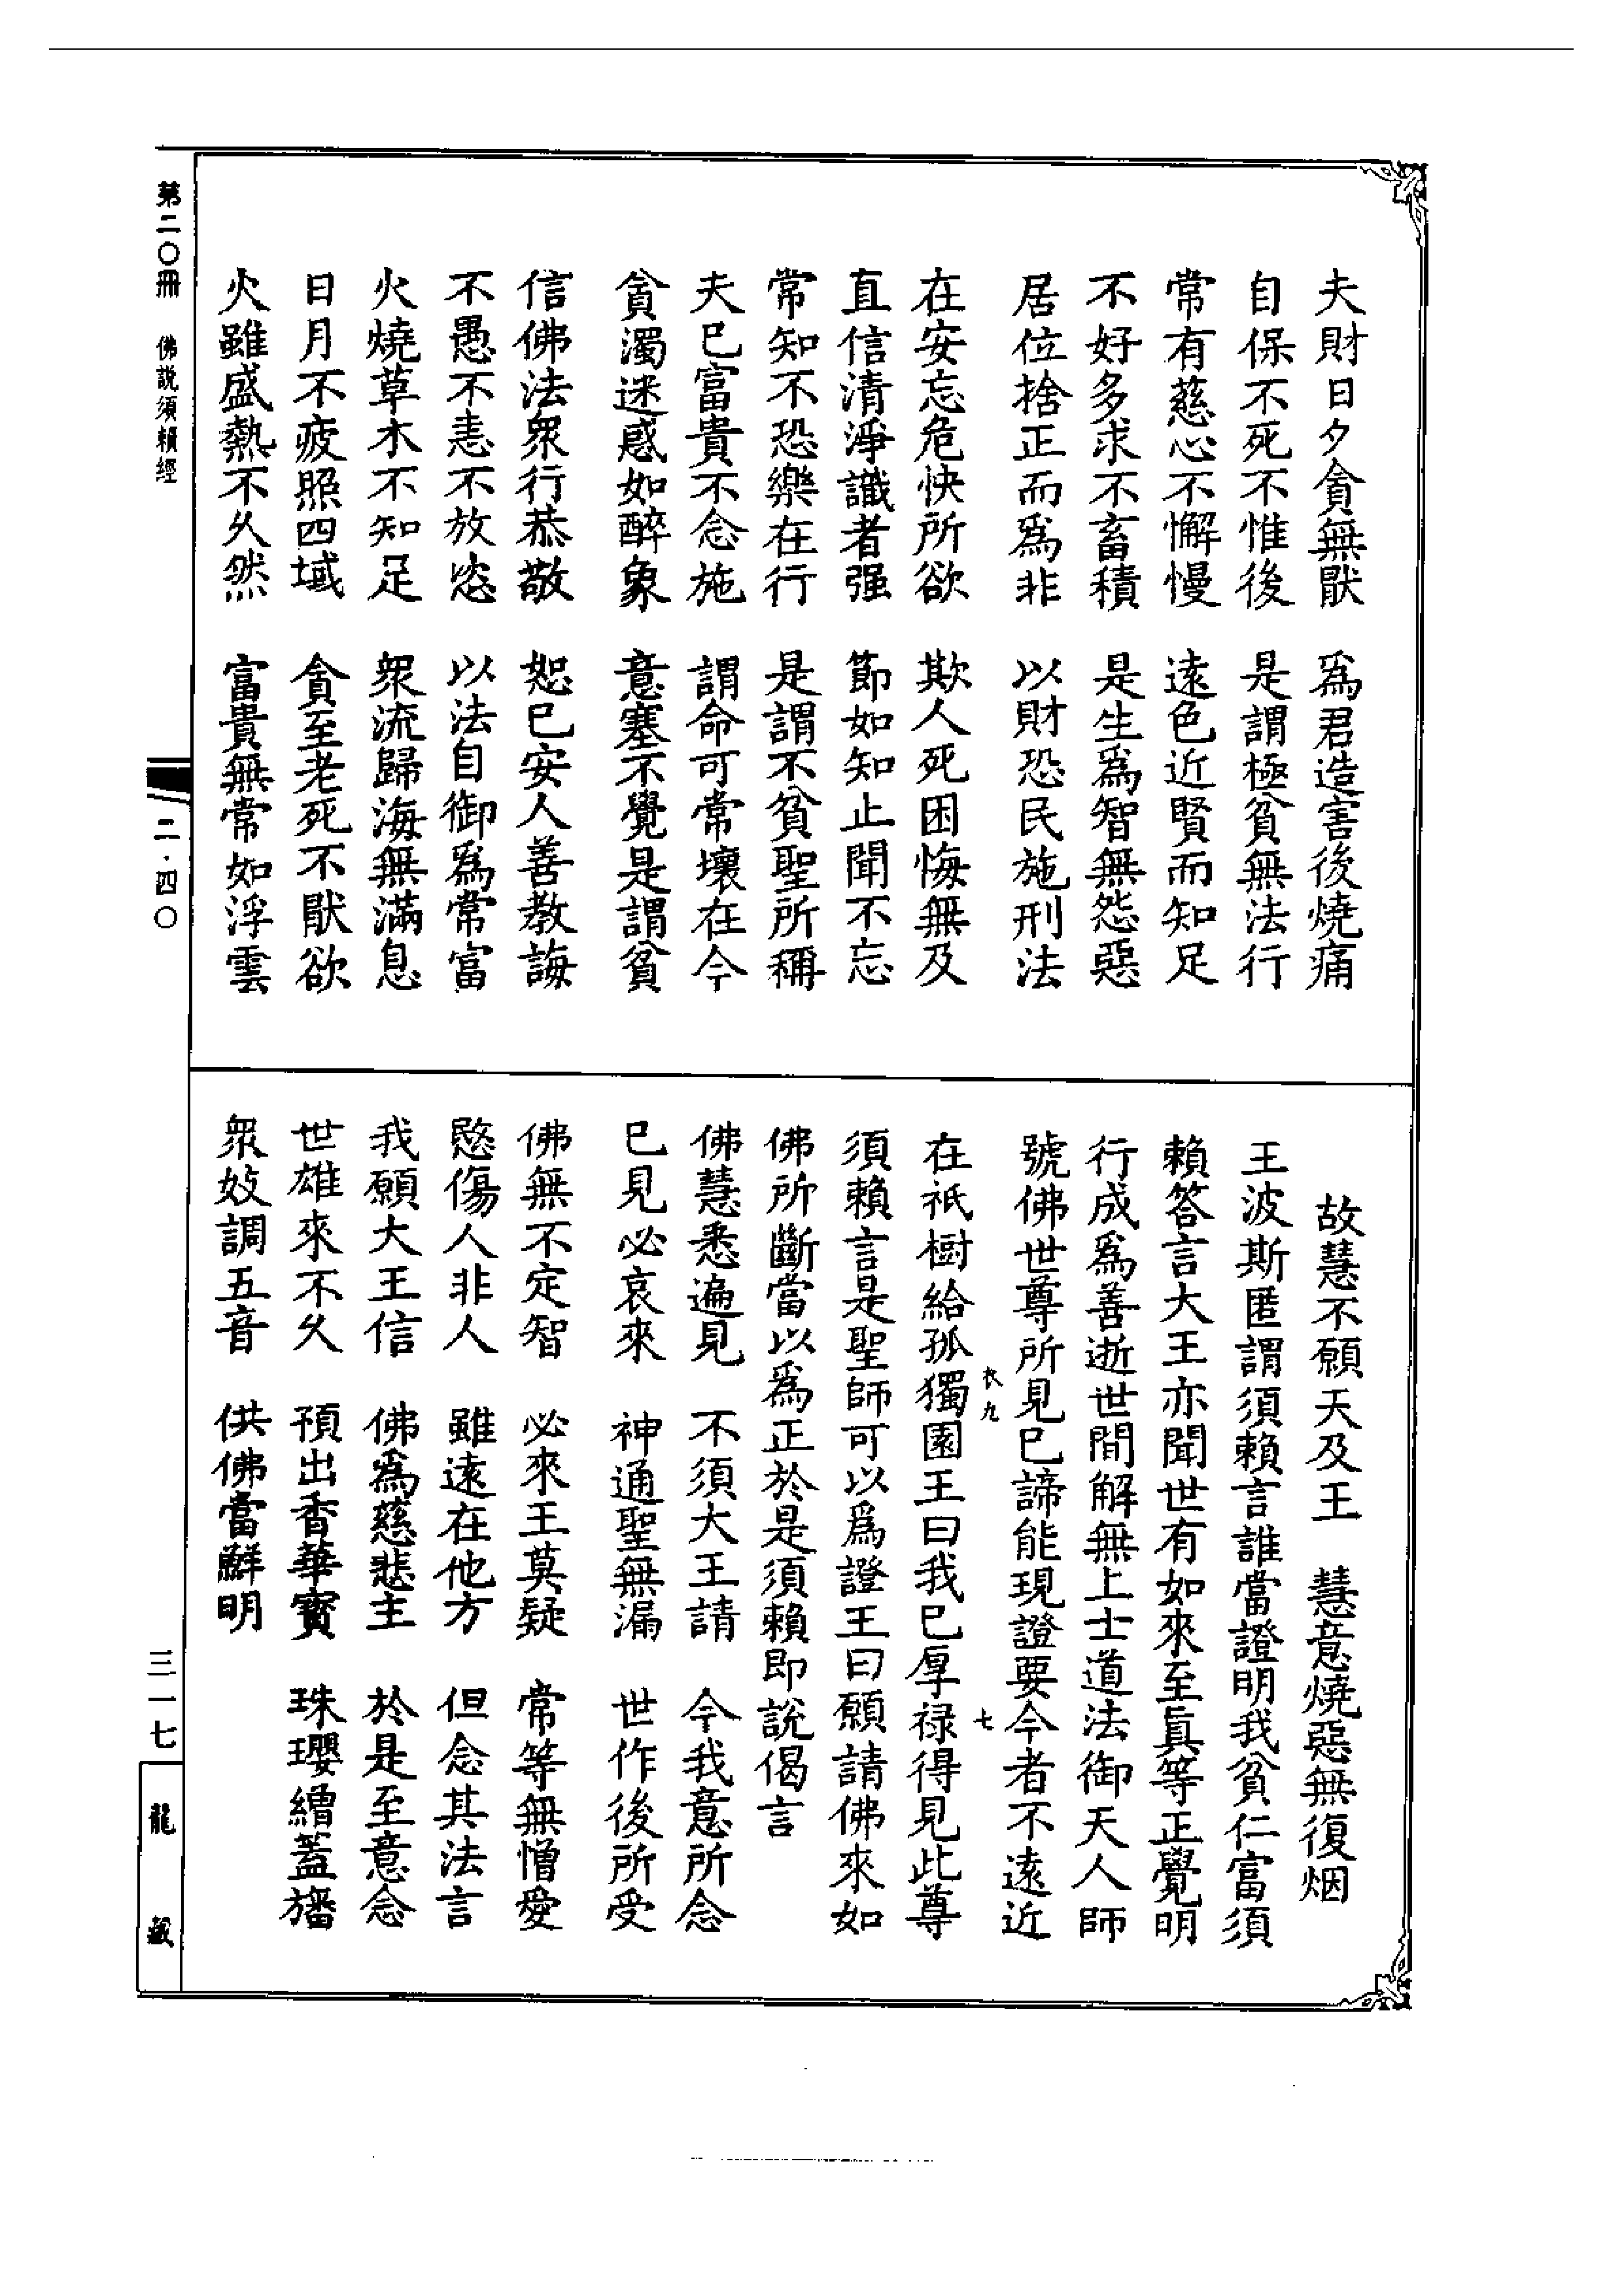 夫財日夕貪無猒　爲君造害後燒痛
自保不死不惟後　是謂極貧無法行
常有慈心不懈慢　遠色近賢而知足
不好多求不畜積　是生爲智無怨惡
居位捨正而爲非　以財恐民施刑法
在安忘危快所欲　欺人死困悔無及
直信清淨識者强　節如知止聞不忘
常知不恐樂在行　是謂不貧聖所稱
夫已富貴不念施　謂命可常壞在今
貪濁迷惑如醉象　意塞不覺是謂貧
信佛法衆行恭敬　恕已安人善教誨
不愚不恚不放恣　以法自御爲常富
火燒草木不知足　衆流歸海無滿息
日月不疲照四域　貪至老死不猒欲
火雖盛熱不久然　富貴無常如浮雲
故慧不願天及王　慧意燒惡無復烟
王波斯匿謂須賴言誰當證明我貧仁富須
賴答言大王亦聞世有如來至眞等正覺明
行成爲善逝世間解無上士道法御天人師
號佛世尊所見已諦能現證要今者不遠近
在祇樹給孤獨園王曰我已厚禄得見此尊
衣九
七
須賴言是聖師可以爲證王曰願請佛來如
佛所斷當以爲正於是須賴即說偈言
佛慧悉遍見　不須大王請　今我意所念
已見必哀來　神通聖無漏　世作後所受
佛無不定智　必來王莫疑　常等無憎愛
愍傷人非人　雖遠在他方　但念其法言
我願大王信　佛爲慈悲主　於是至意念
世雄來不久　預出香華寶　珠瓔繒蓋旛
衆妓調五音　供佛當鮮明
第二〇冊　佛説須賴經
二·四〇
三一七
龍藏